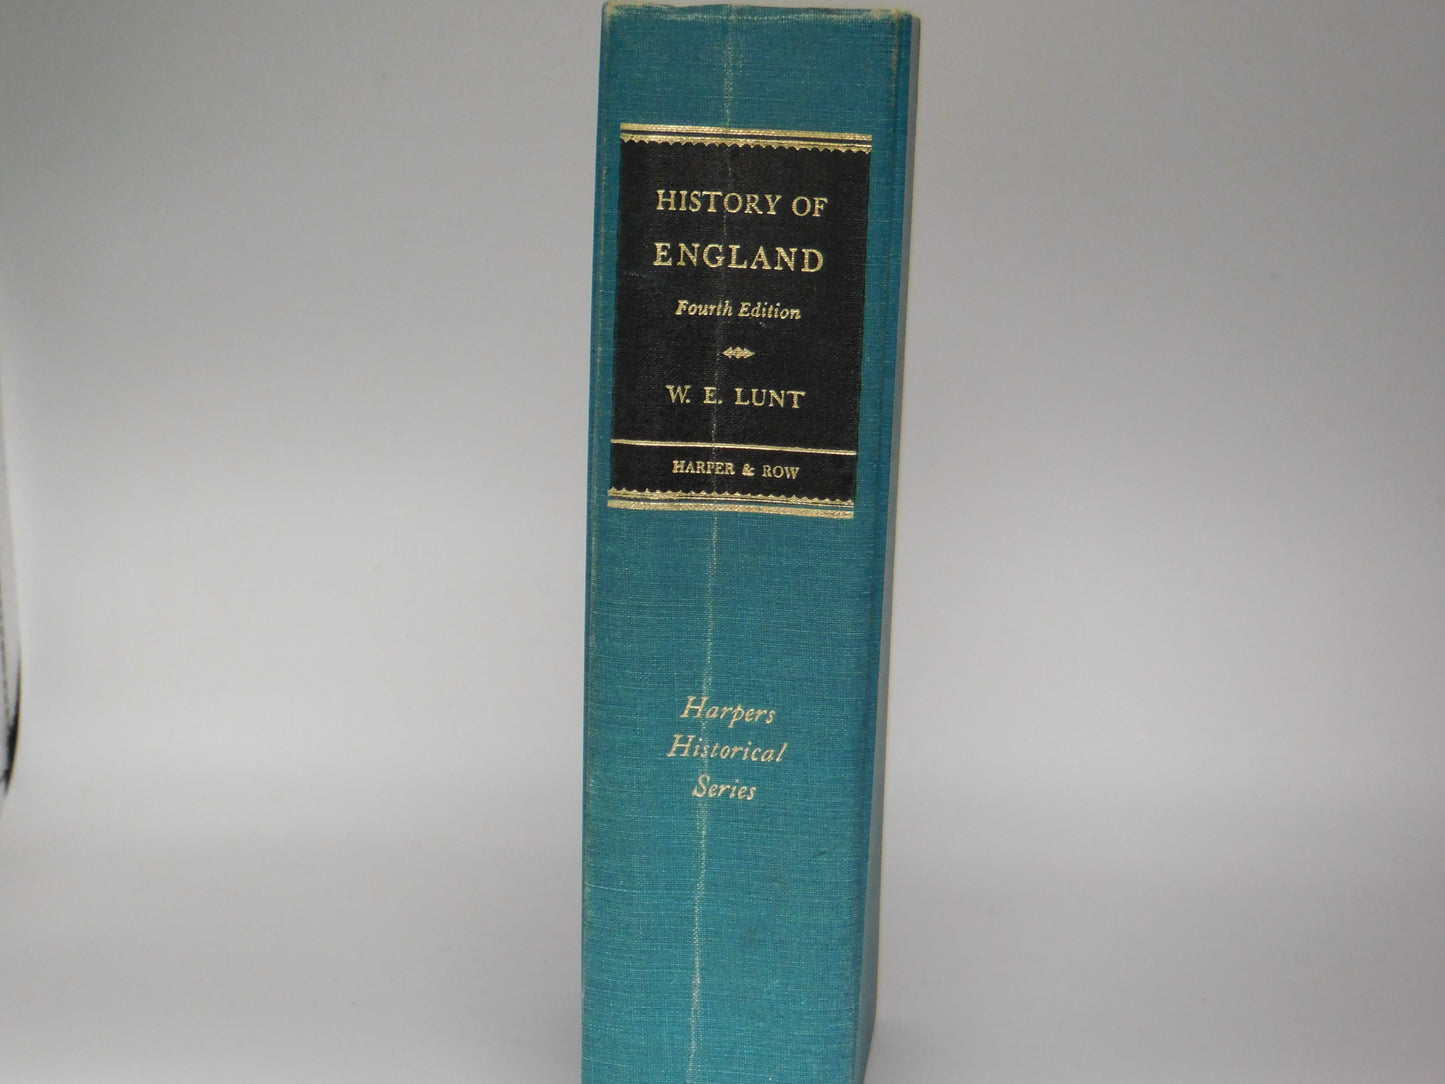 HISTORY OF
ENGLAND
Fourth Edition
W. E. LUNT
HARPER & ROW
Harpers
Historical
Series